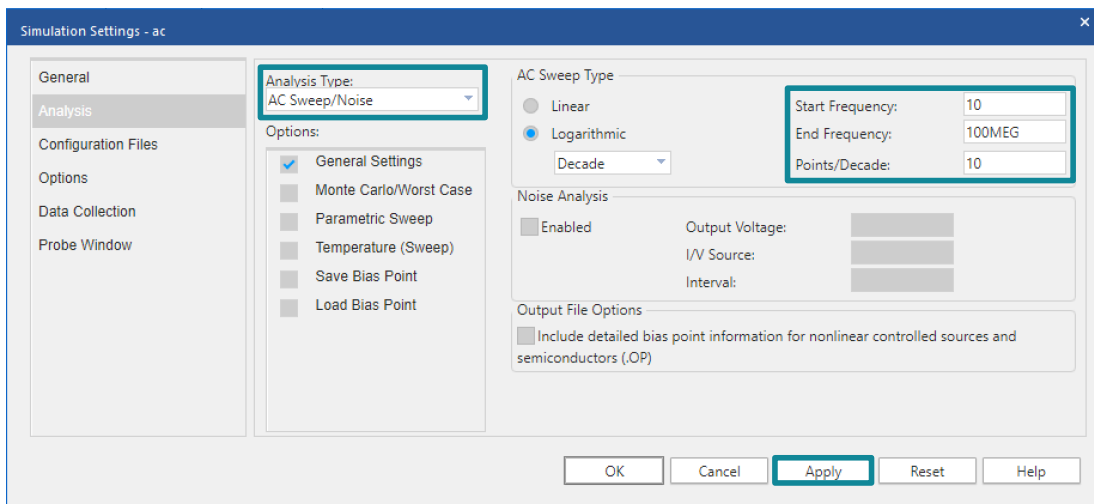 Simulation Settings - ac
×
General
Analysis
Configuration Files
Options
Data Collection
Probe Window
Analysis Type:
AC Sweep/Noise
Options:
General Settings
Monte Carlo/Worst Case
Parametric Sweep
Temperature (Sweep)
Save Bias Point
Load Bias Point
AC Sweep Type
Linear
Logarithmic
Decade
Start Frequency: 10
End Frequency: 100MEG
Points/Decade: 10
Noise Analysis
Enabled
Output Voltage:
I/V Source:
Interval:
Output File Options
Include detailed bias point information for nonlinear controlled sources and
semiconductors (.OP)
OK Cancel Apply Reset Help